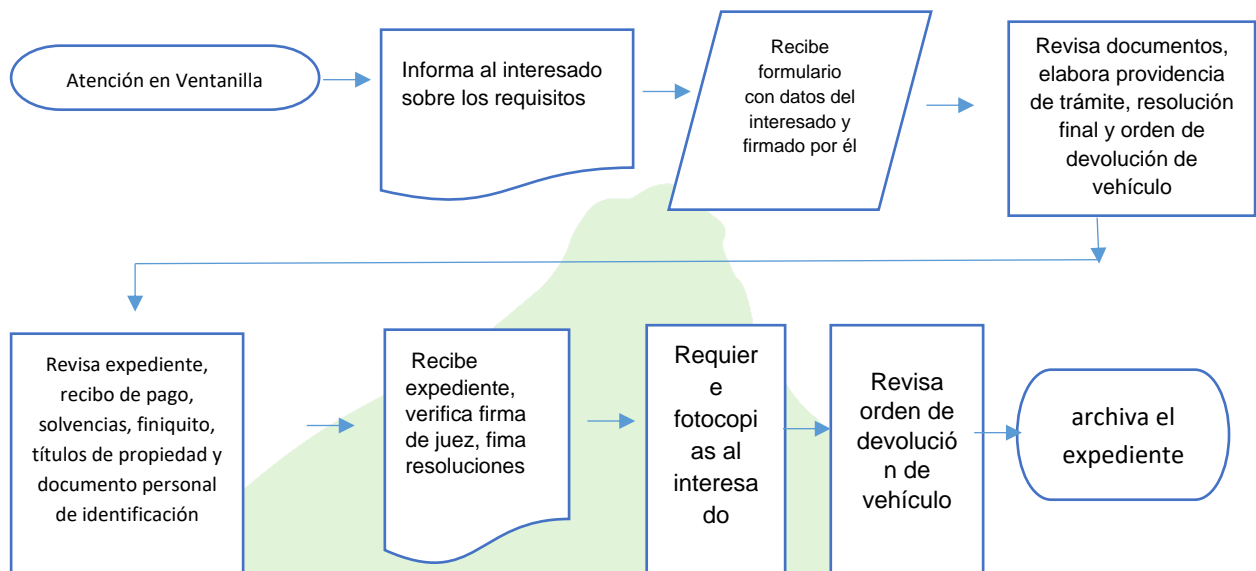 Atención en Ventanilla
Informa al interesado
sobre los requisitos
Recibe
formulario
con datos del
interesado y
firmado por él
Revisa documentos,
elabora providencia
de trámite, resolución
final y orden de
devolución de
vehículo
Revisa expediente,
recibo de pago,
solvencias, finiquito,
títulos de propiedad y
documento personal
de identificación
Recibe
expediente,
verifica firma
de juez, fima
resoluciones
Requier
e
fotocop
ias al
interesa
do
Revisa
orden de
devolució
n de
vehículo
archiva el
expediente